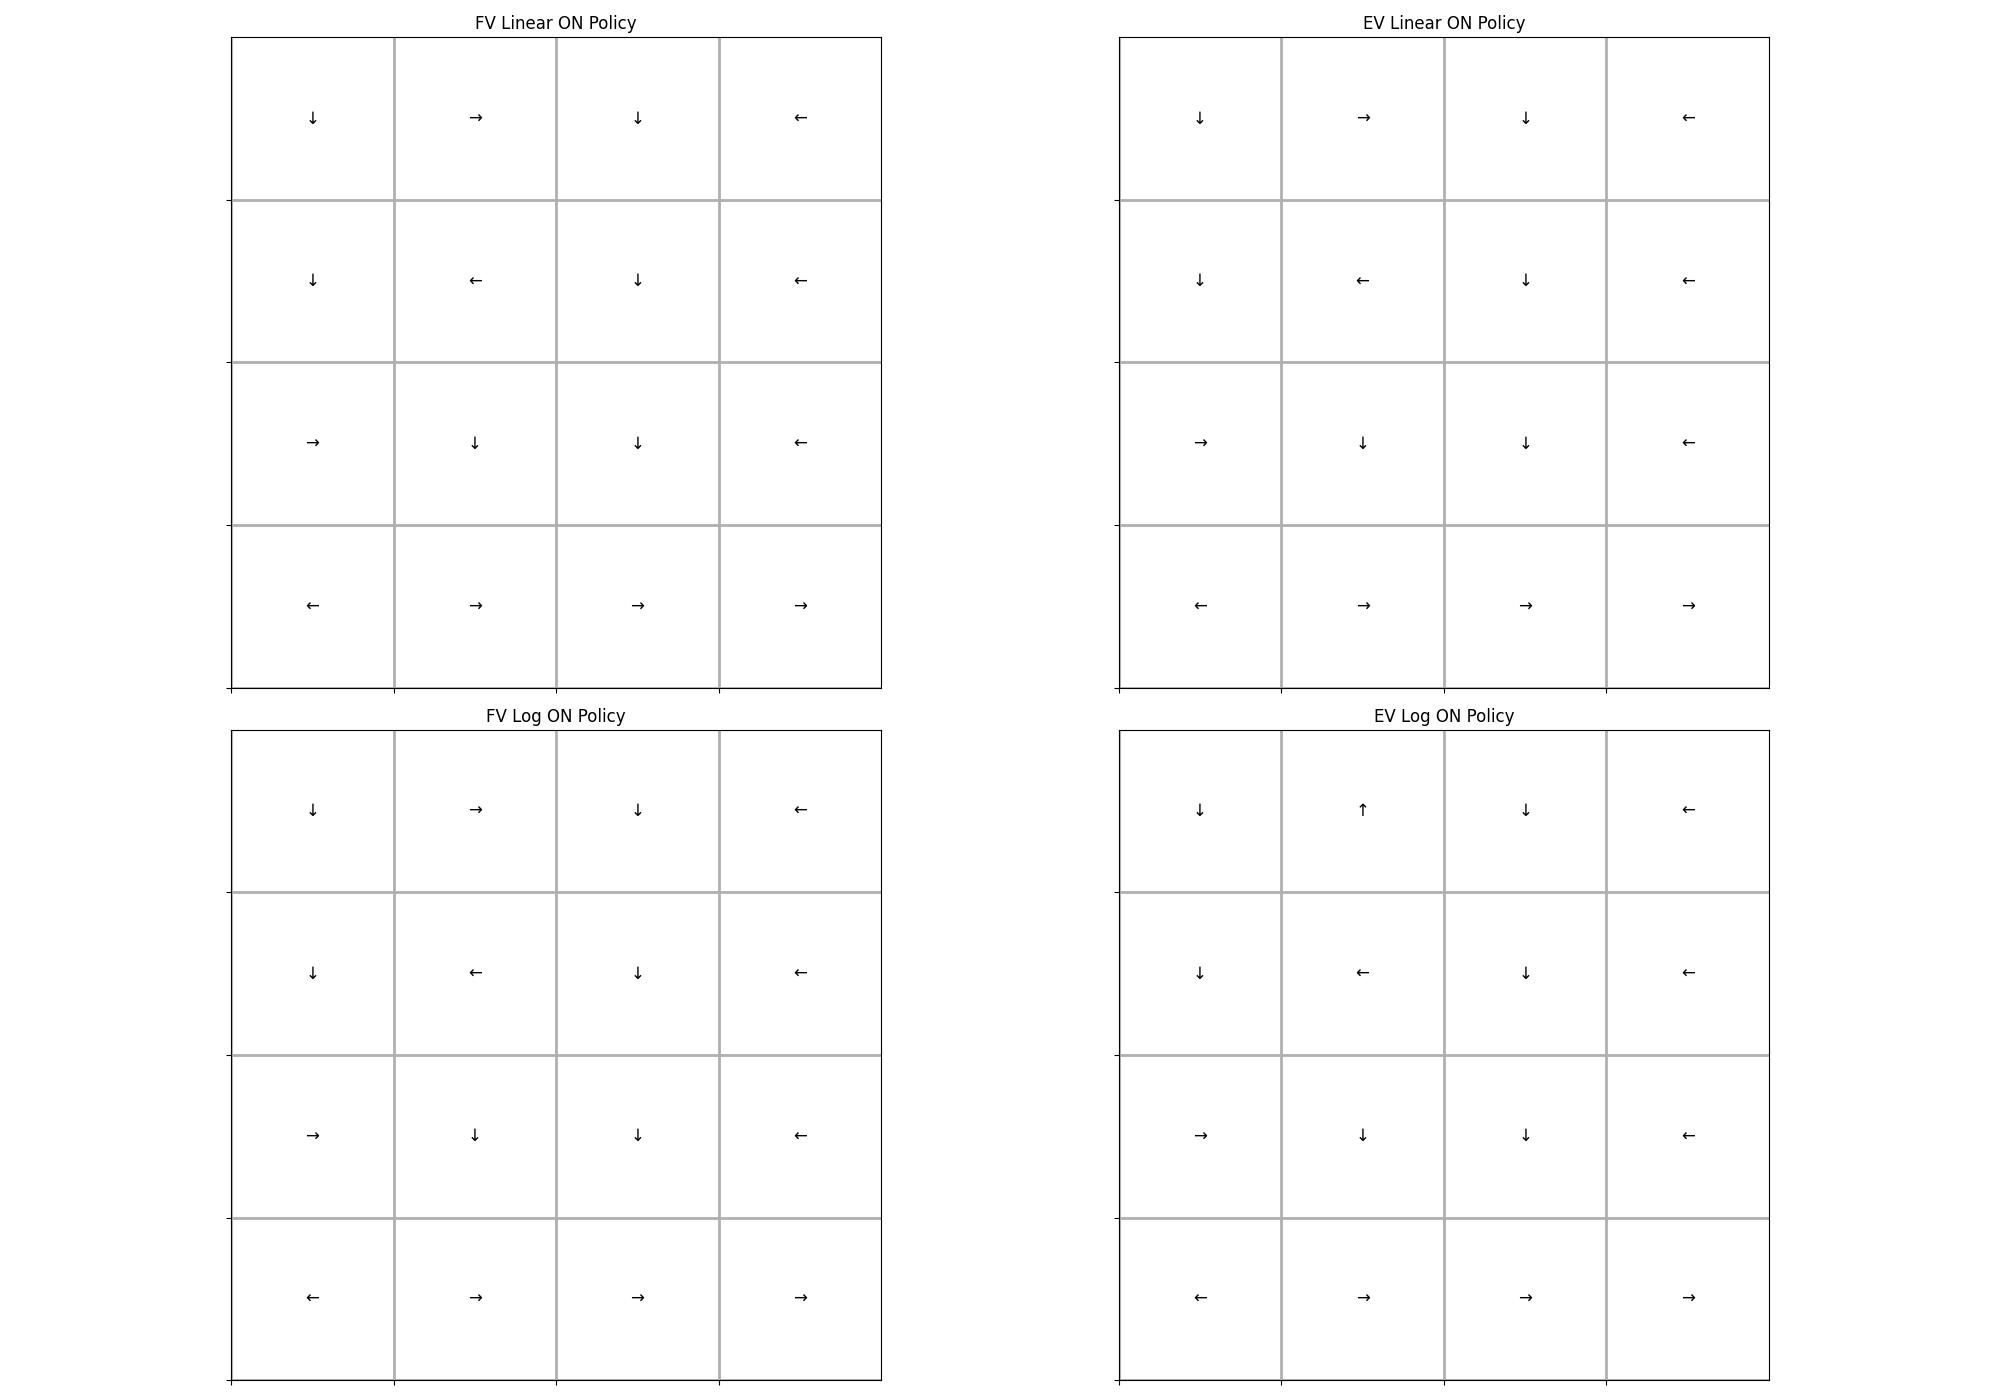 FV Linear ON Policy
↓ → ↓ ←
↓ ← ↓ ←
→ ↓ ↓ ←
← → → →
EV Linear ON Policy
↓ → ↓ ←
↓ ← ↓ ←
→ ↓ ↓ ←
← → → →
FV Log ON Policy
↓ → ↓ ←
↓ ← ↓ ←
→ ↓ ↓ ←
← → → →
EV Log ON Policy
↓ ↑ ↓ ←
↓ ← ↓ ←
→ ↓ ↓ ←
← → → →